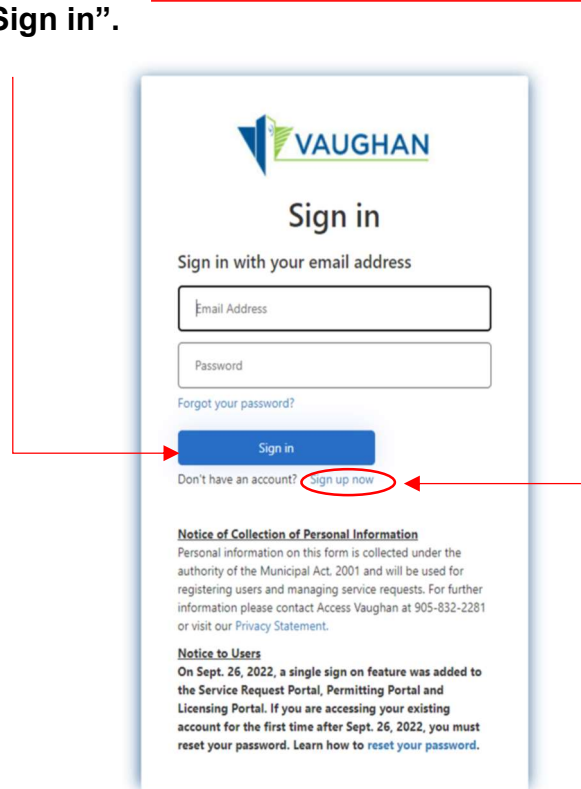 Sign in”.
VAUGHAN
Sign in
Sign in with your email address
Email Address
Password
Forgot your password?
Sign in
Don't have an account? Sign up now
Notice of Collection of Personal Information
Personal information on this form is collected under the
authority of the Municipal Act, 2001 and will be used for
registering users and managing service requests. For further
information please contact Access Vaughan at 905-832-2281
or visit our Privacy Statement.
Notice to Users
On Sept. 26, 2022, a single sign on feature was added to
the Service Request Portal, Permitting Portal and
Licensing Portal. If you are accessing your existing
account for the first time after Sept. 26, 2022, you must
reset your password. Learn how to reset your password.